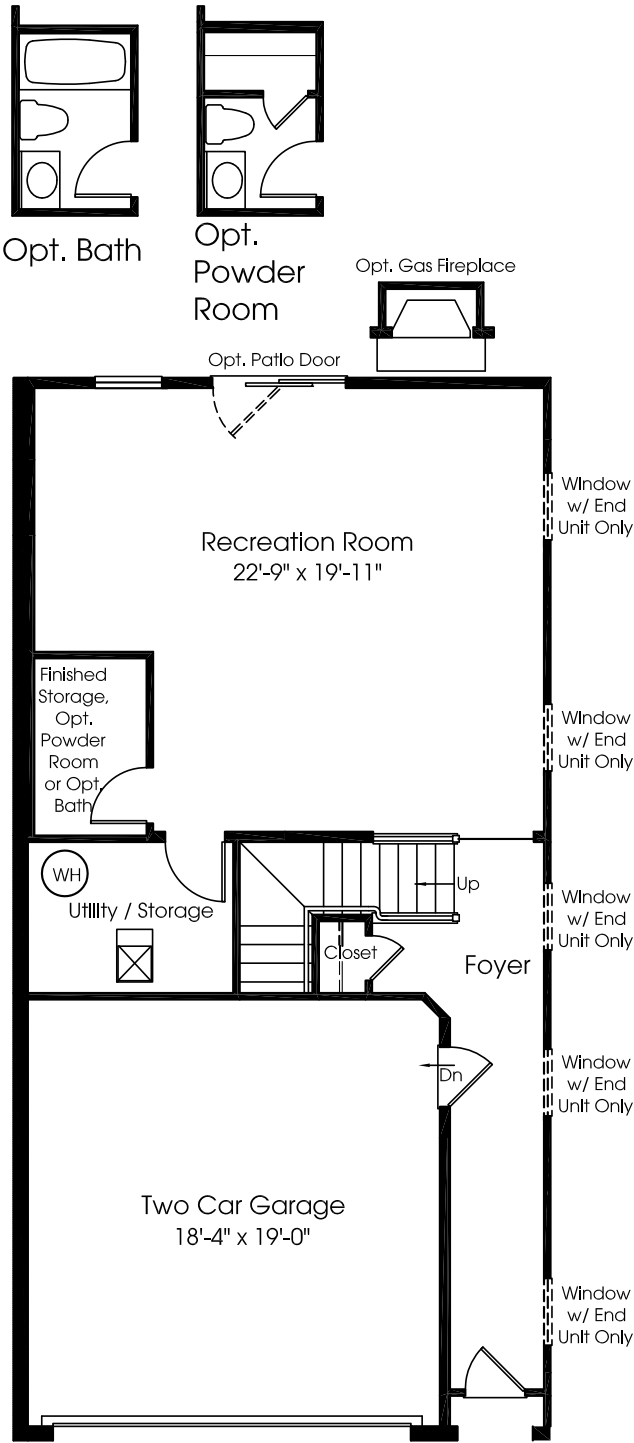 Opt. Bath
Opt.
Powder
Room
Opt. Gas Fireplace
Opt. Patio Door
Window
w/ End
Unit Only
Recreation Room
22'-9" x 19'-11"
Finished
Storage,
Opt.
Powder
Room
or Opt.
Bath
Window
w/ End
Unit Only
WH
Utility / Storage
Up
Closet
Foyer
Window
w/ End
Unit Only
Dn
Window
w/ End
Unit Only
Two Car Garage
18'-4" x 19'-0"
Window
w/ End
Unit Only